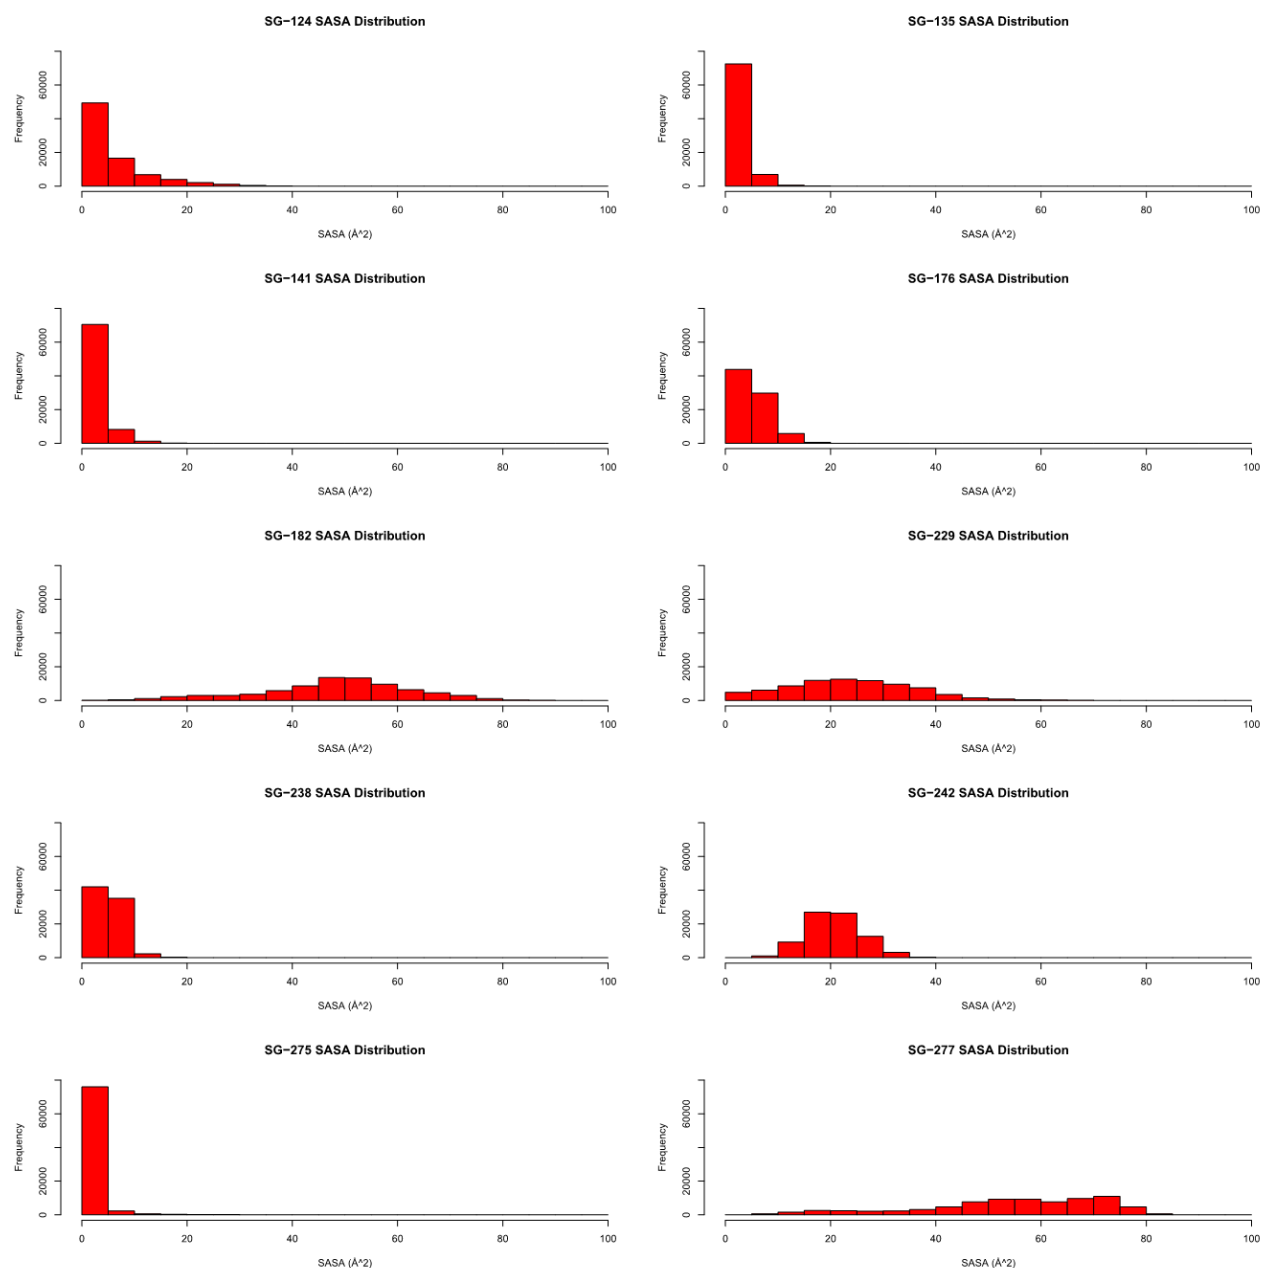 SG−124 SASA Distribution
Frequency
0 20000 60000
0 20 40 60 80 100
SASA (Å^2)
SG−135 SASA Distribution
Frequency
0 20000 60000
0 20 40 60 80 100
SASA (Å^2)
SG−141 SASA Distribution
Frequency
0 20000 60000
0 20 40 60 80 100
SASA (Å^2)
SG−176 SASA Distribution
Frequency
0 20000 60000
0 20 40 60 80 100
SASA (Å^2)
SG−182 SASA Distribution
Frequency
0 20000 60000
0 20 40 60 80 100
SASA (Å^2)
SG−229 SASA Distribution
Frequency
0 20000 60000
0 20 40 60 80 100
SASA (Å^2)
SG−238 SASA Distribution
Frequency
0 20000 60000
0 20 40 60 80 100
SASA (Å^2)
SG−242 SASA Distribution
Frequency
0 20000 60000
0 20 40 60 80 100
SASA (Å^2)
SG−275 SASA Distribution
Frequency
0 20000 60000
0 20 40 60 80 100
SASA (Å^2)
SG−277 SASA Distribution
Frequency
0 20000 60000
0 20 40 60 80 100
SASA (Å^2)